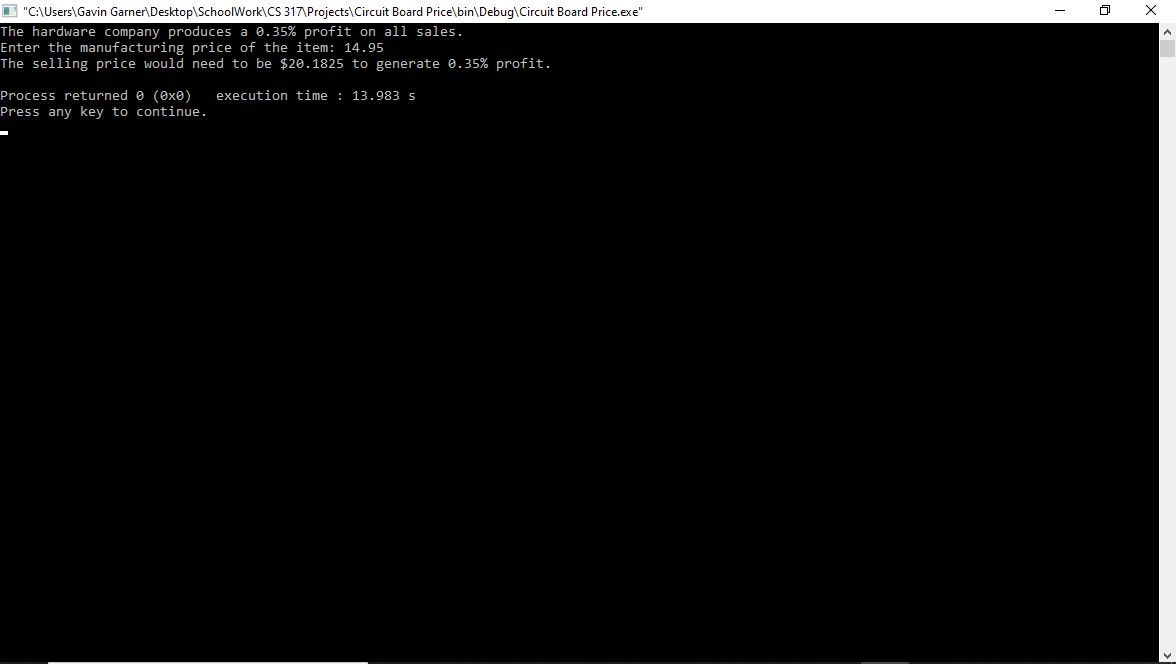 "C:\Users\Gavin Garner\Desktop\SchoolWork\CS 317\Projects\Circuit Board Price\bin\Debug\Circuit Board Price.exe"
The hardware company produces a 0.35% profit on all sales.
Enter the manufacturing price of the item: 14.95
The selling price would need to be $20.1825 to generate 0.35% profit.
Process returned 0 (0x0)   execution time : 13.983 s
Press any key to continue.